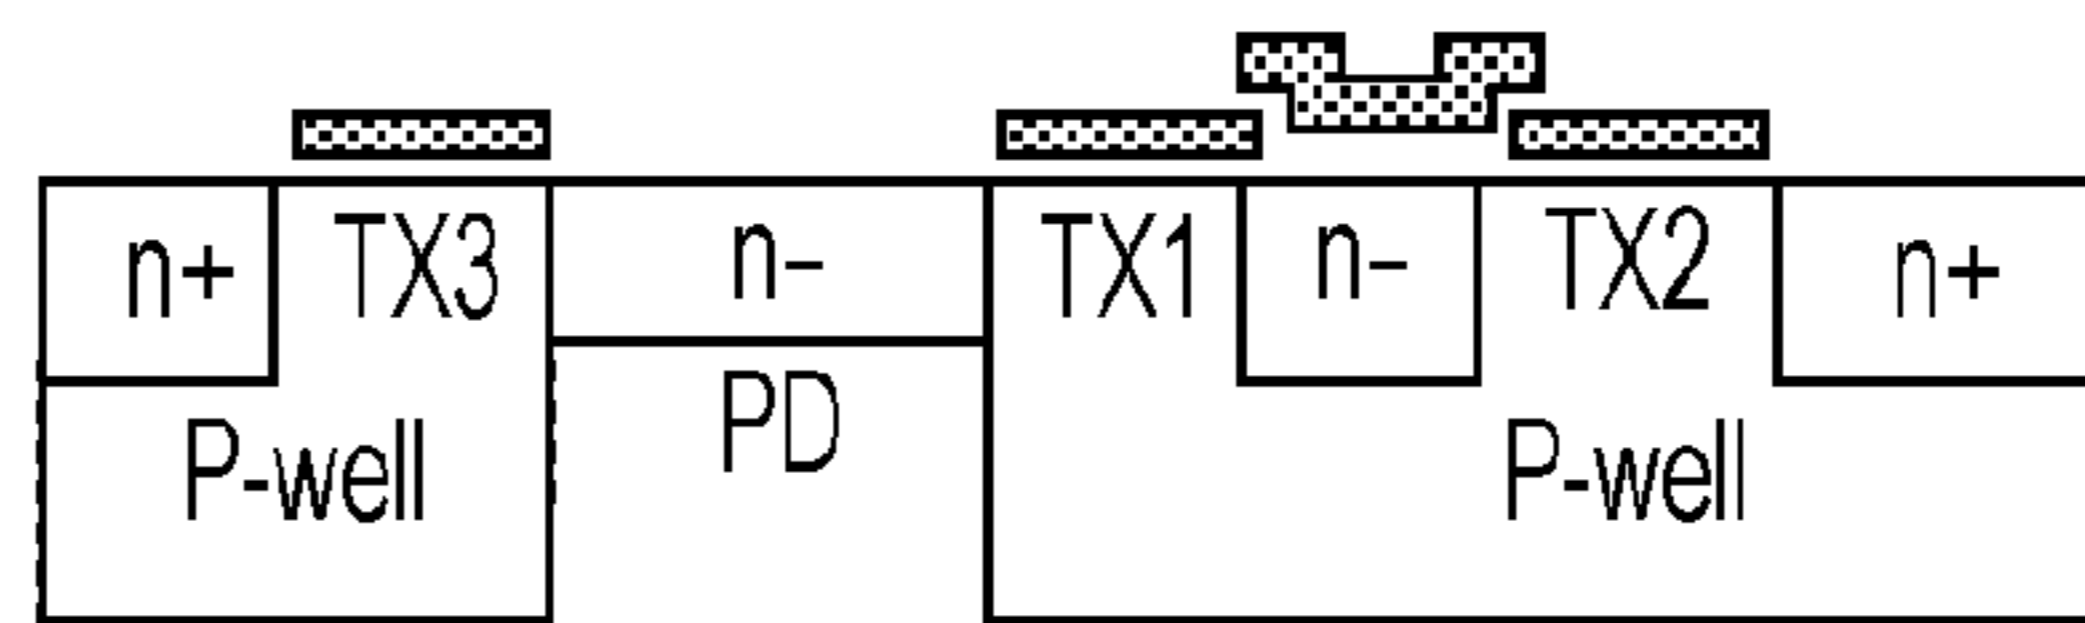 n+ TX3 n− TX1 n− TX2 n+
PD
P-well P-well